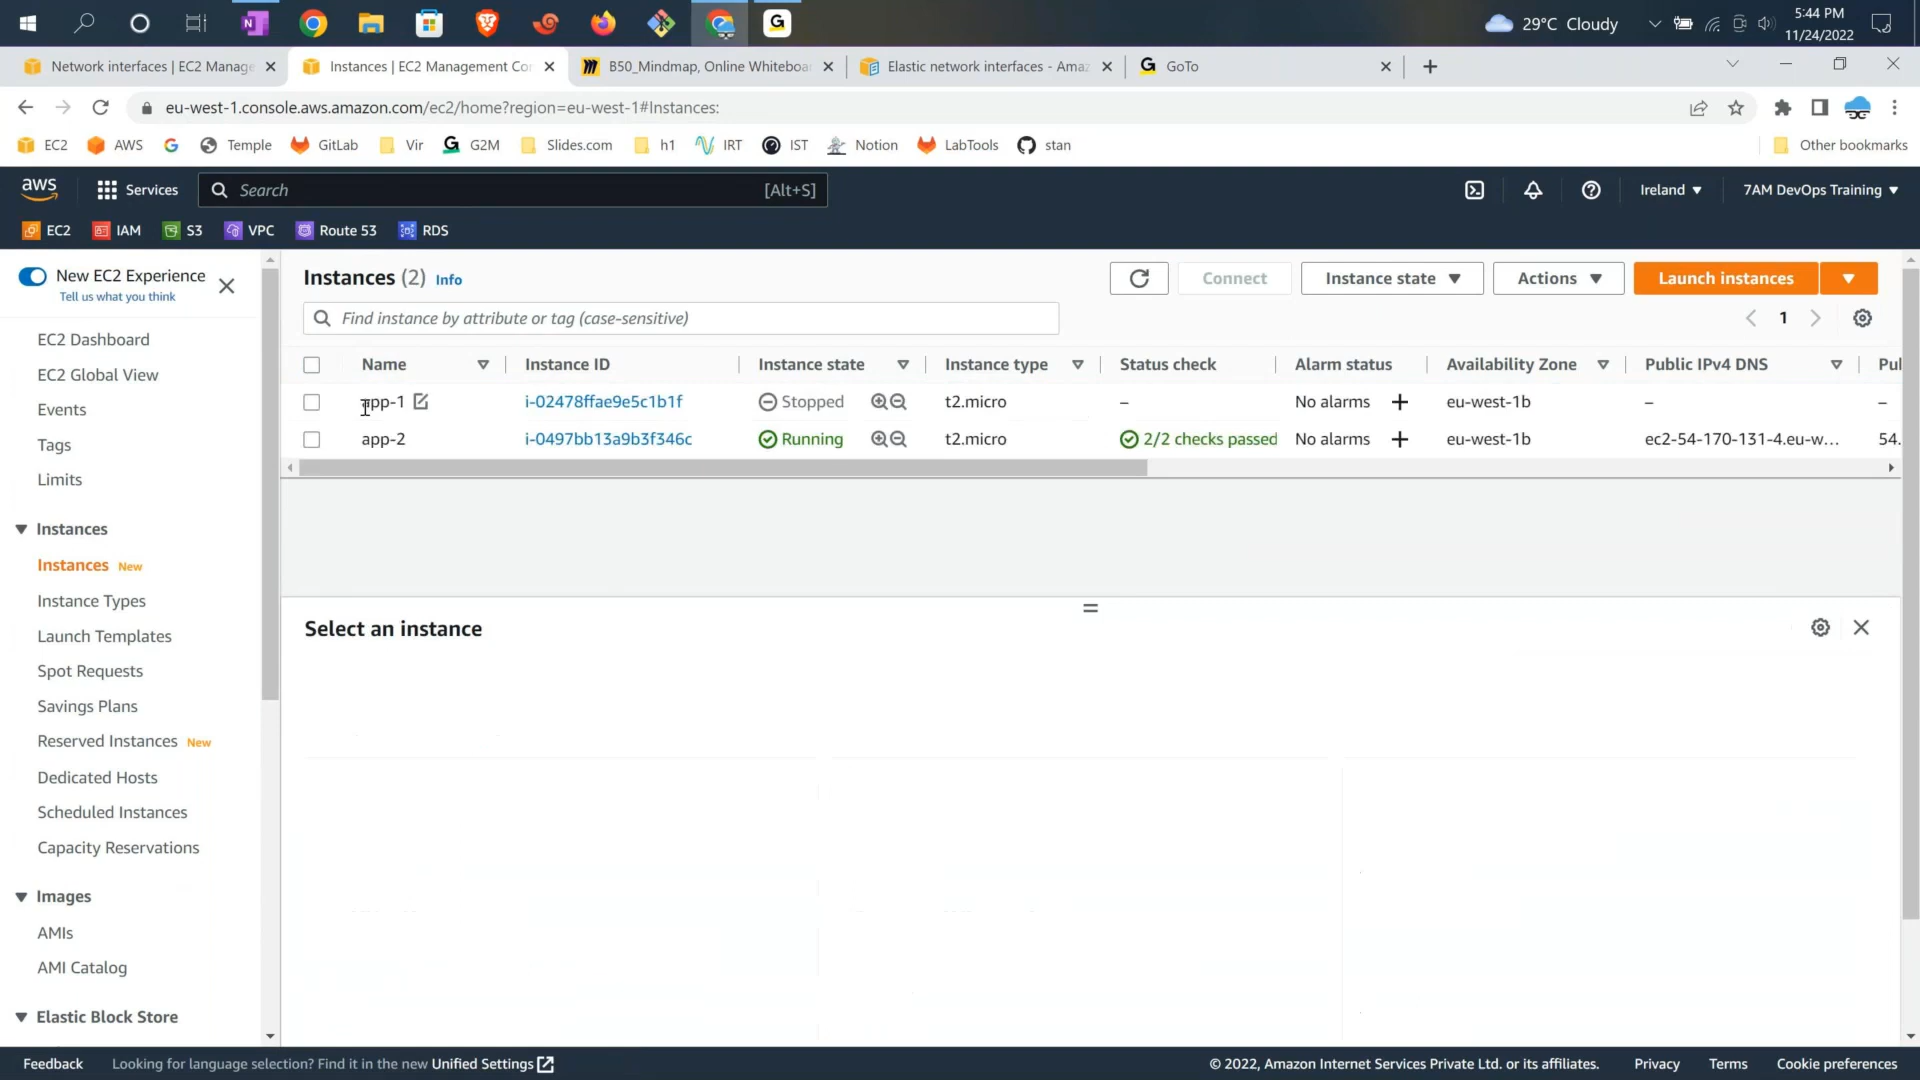 29°C Cloudy
5:44 PM
11/24/2022
Network interfaces | EC2 Manage
Instances | EC2 Management Con
B50_Mindmap, Online Whiteboar
Elastic network interfaces - Ama
GoTo
eu-west-1.console.aws.amazon.com/ec2/home?region=eu-west-1#Instances:
EC2 AWS Temple GitLab Vir G2M Slides.com h1 IRT IST Notion LabTools stan Other bookmarks
aws Services Search [Alt+S] Ireland 7AM DevOps Training
EC2 IAM S3 VPC Route 53 RDS
New EC2 Experience
Tell us what you think
EC2 Dashboard
EC2 Global View
Events
Tags
Limits
Instances
Instances New
Instance Types
Launch Templates
Spot Requests
Savings Plans
Reserved Instances New
Dedicated Hosts
Scheduled Instances
Capacity Reservations
Images
AMIs
AMI Catalog
Elastic Block Store
Instances (2) Info
Connect Instance state Actions Launch instances
Find instance by attribute or tag (case-sensitive)
1
Name Instance ID Instance state Instance type Status check Alarm status Availability Zone Public IPv4 DNS Pul
app-1 i-02478ffae9e5c1b1f Stopped t2.micro – No alarms + eu-west-1b – –
app-2 i-0497bb13a9b3f346c Running t2.micro 2/2 checks passed No alarms + eu-west-1b ec2-54-170-131-4.eu-w... 54.
Select an instance
Feedback Looking for language selection? Find it in the new Unified Settings © 2022, Amazon Internet Services Private Ltd. or its affiliates. Privacy Terms Cookie preferences